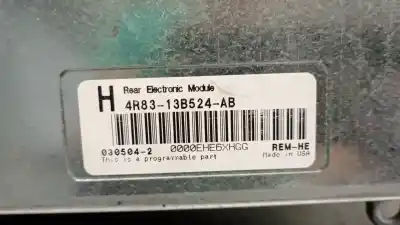 H Rear Electronic Module
4R83-13B524-AB
030504-2 0000EHE6XHGG REM-HE
This is a programmable part Made in USA